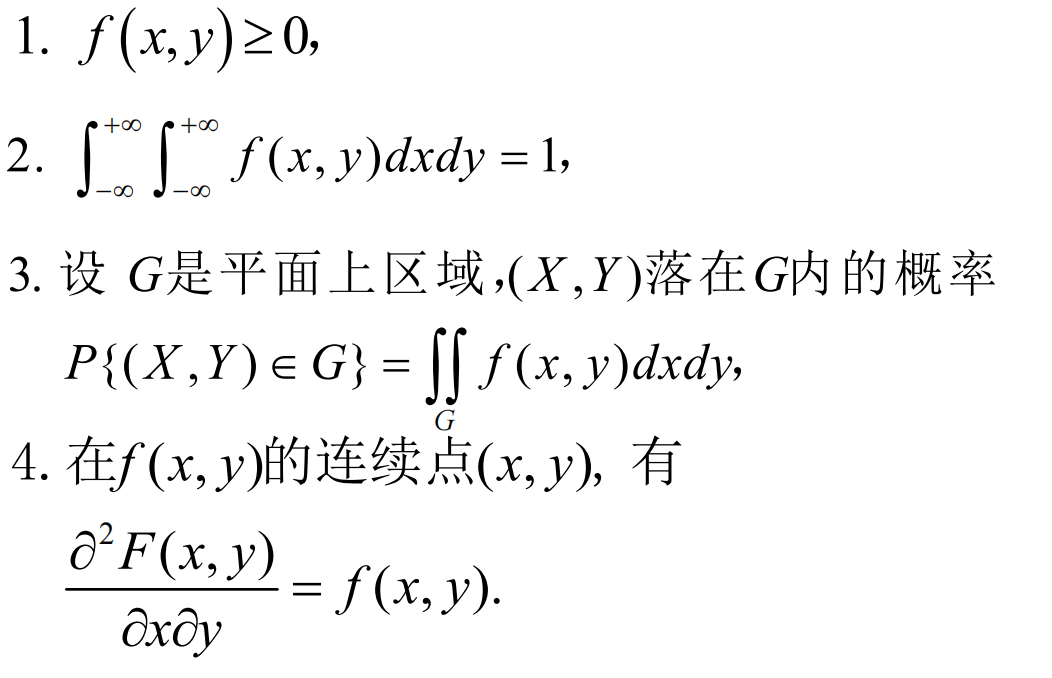 1. f(x,y)≥0,
2. ∫_{-∞}^{+∞} ∫_{-∞}^{+∞} f(x,y)dxdy = 1,
3. 设 G是平面上区域,(X,Y)落在G内的概率
P{(X,Y)∈G} = ∬_G f(x,y)dxdy,
4. 在f(x,y)的连续点(x,y), 有
∂²F(x,y)/∂x∂y = f(x,y).